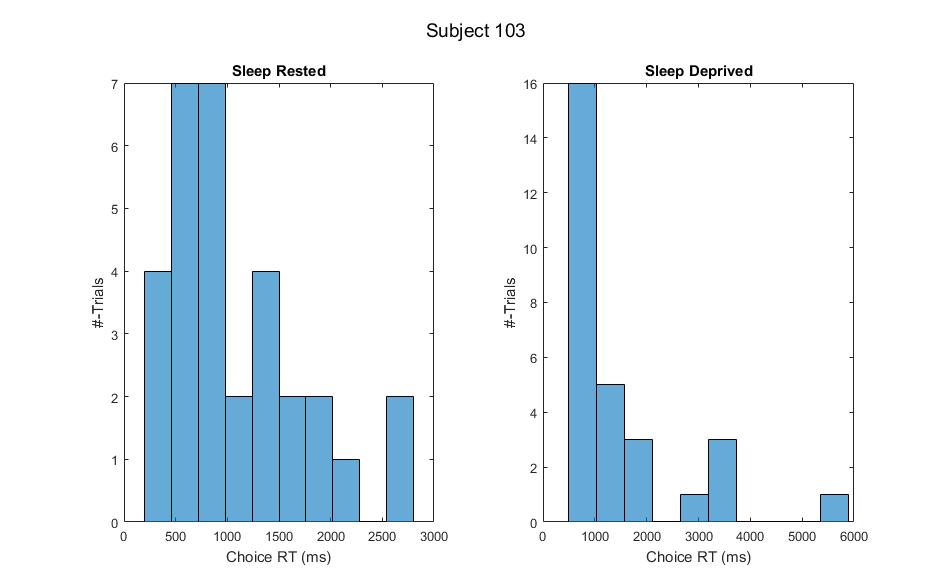 Subject 103
Sleep Rested
7
6
5
4
3
2
1
0
#-Trials
0 500 1000 1500 2000 2500 3000
Choice RT (ms)
Sleep Deprived
16
14
12
10
8
6
4
2
0
#-Trials
0 1000 2000 3000 4000 5000 6000
Choice RT (ms)